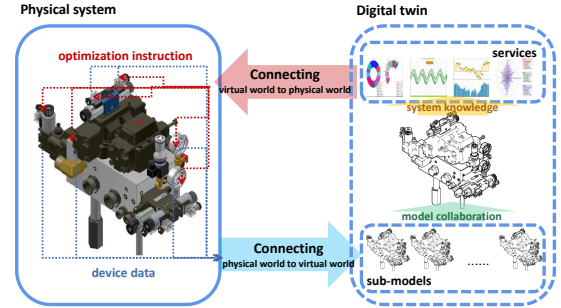 Physical system
Digital twin
optimization instruction
services
Connecting
virtual world to physical world
system knowledge
model collaboration
Connecting
physical world to virtual world
device data
......
sub-models